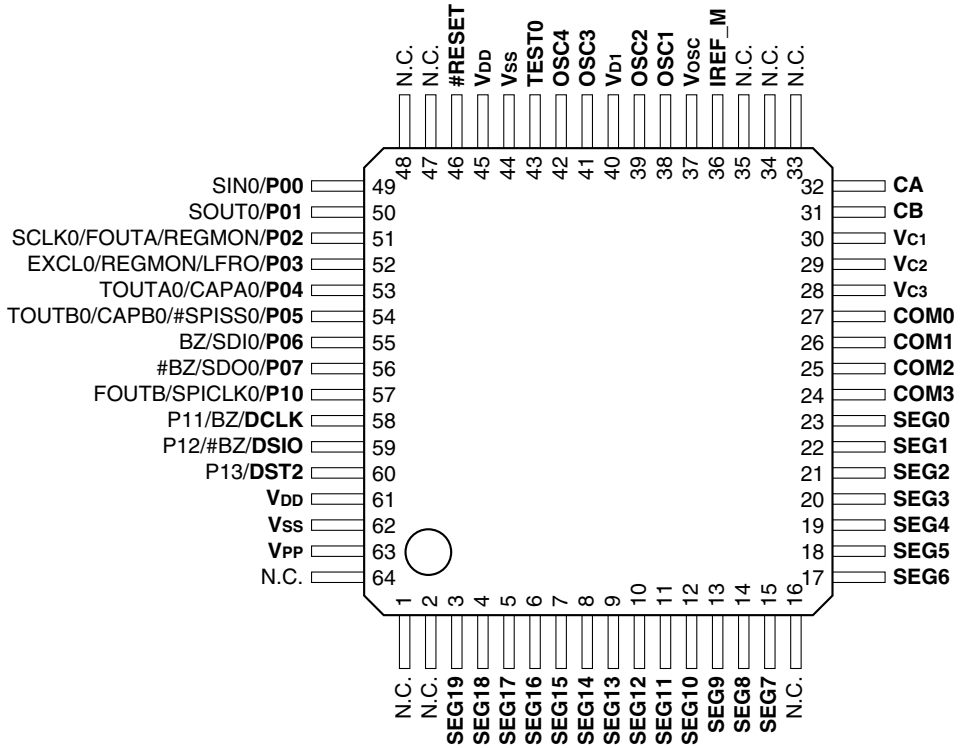 N.C.
N.C.
#RESET
VDD
VSS
TEST0
OSC4
OSC3
VD1
OSC2
OSC1
VOSC
IREF_M
N.C.
N.C.
N.C.
48
47
46
45
44
43
42
41
40
39
38
37
36
35
34
33
SIN0/P00 49
SOUT0/P01 50
SCLK0/FOUTA/REGMON/P02 51
EXCL0/REGMON/LFRO/P03 52
TOUTA0/CAPA0/P04 53
TOUTB0/CAPB0/#SPISS0/P05 54
BZ/SDI0/P06 55
#BZ/SDO0/P07 56
FOUTB/SPICLK0/P10 57
P11/BZ/DCLK 58
P12/#BZ/DSIO 59
P13/DST2 60
VDD 61
VSS 62
VPP 63
N.C. 64
32 CA
31 CB
30 VC1
29 VC2
28 VC3
27 COM0
26 COM1
25 COM2
24 COM3
23 SEG0
22 SEG1
21 SEG2
20 SEG3
19 SEG4
18 SEG5
17 SEG6
1
2
3
4
5
6
7
8
9
10
11
12
13
14
15
16
N.C.
N.C.
SEG19
SEG18
SEG17
SEG16
SEG15
SEG14
SEG13
SEG12
SEG11
SEG10
SEG9
SEG8
SEG7
N.C.